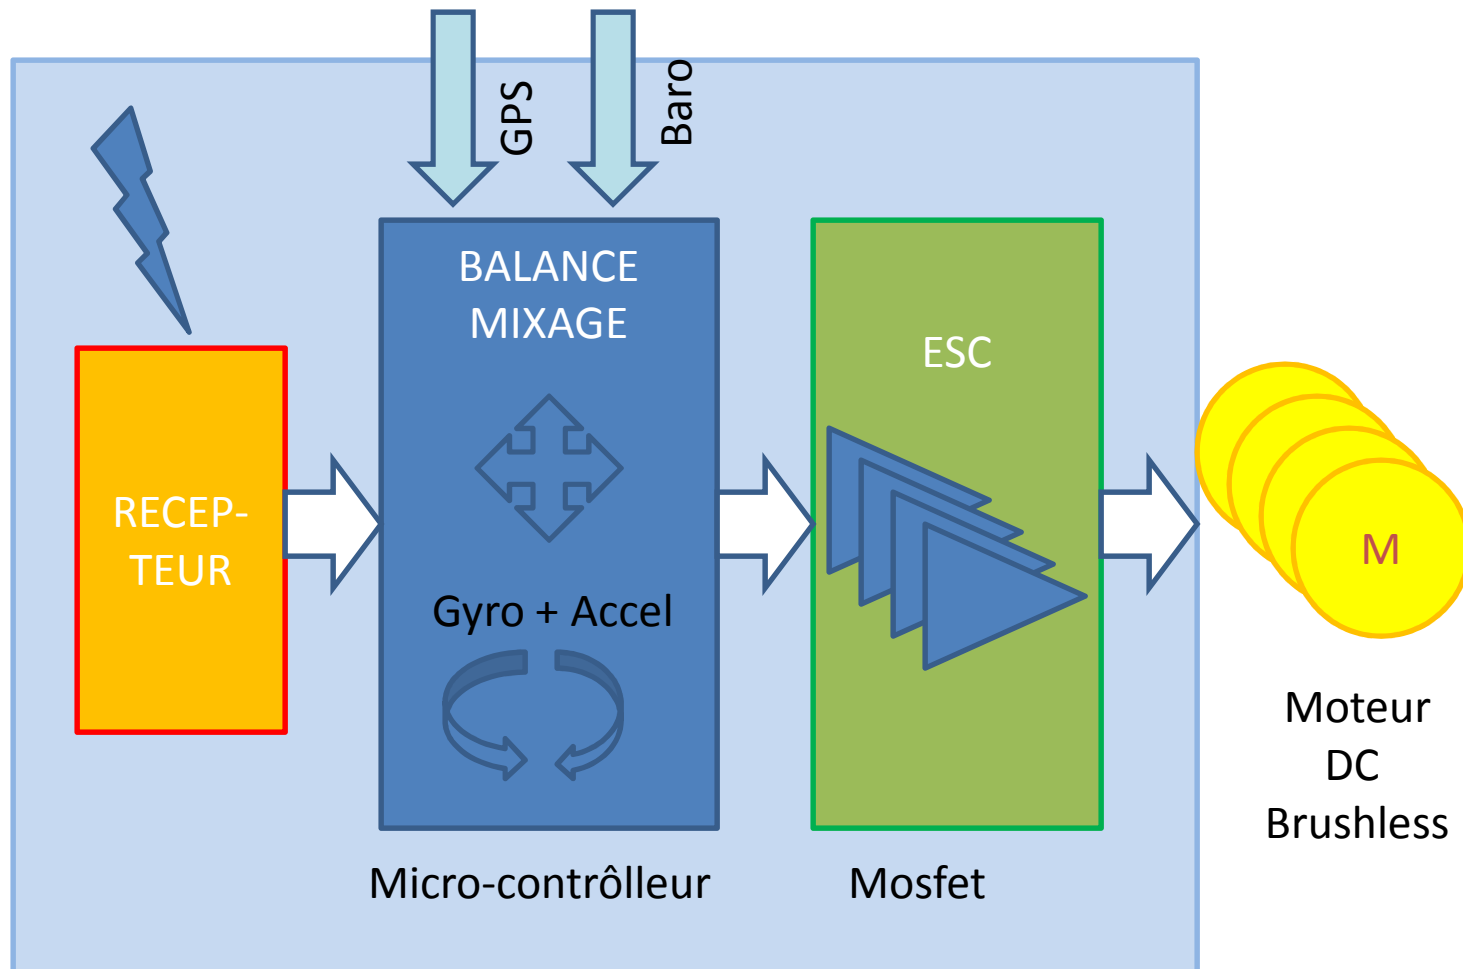 GPS
Baro
BALANCE
MIXAGE
ESC
RECEP-
TEUR
Gyro + Accel
M
Moteur
DC
Brushless
Micro-contrôlleur
Mosfet